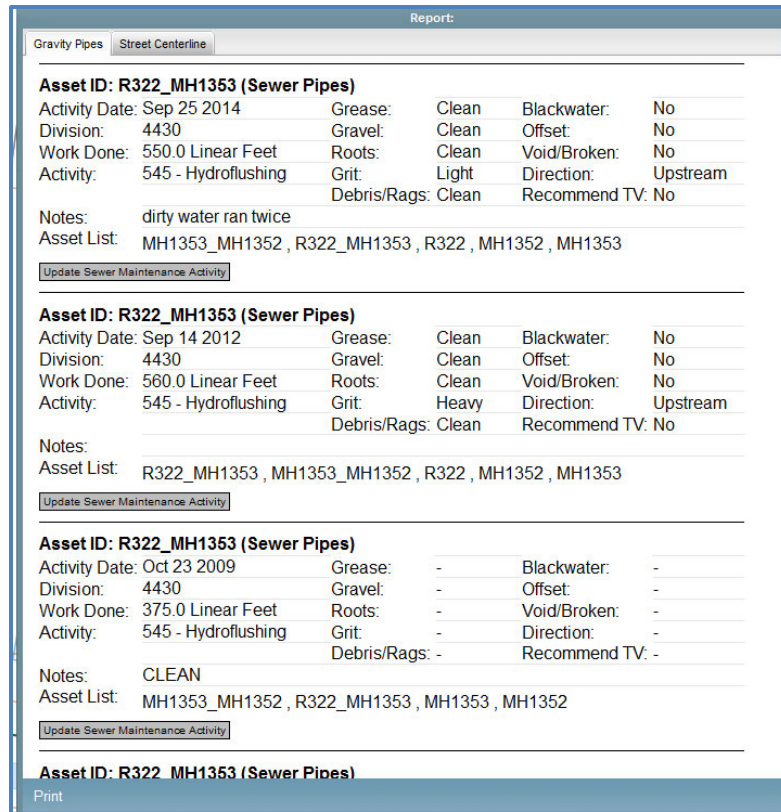 Report:
Gravity Pipes Street Centerline
Asset ID: R322_MH1353 (Sewer Pipes)
Activity Date: Sep 25 2014 Grease: Clean Blackwater: No
Division: 4430 Gravel: Clean Offset: No
Work Done: 550.0 Linear Feet Roots: Clean Void/Broken: No
Activity: 545 - Hydroflushing Grit: Light Direction: Upstream
Debris/Rags: Clean Recommend TV: No
Notes: dirty water ran twice
Asset List: MH1353_MH1352 , R322_MH1353 , R322 , MH1352 , MH1353
Update Sewer Maintenance Activity
Asset ID: R322_MH1353 (Sewer Pipes)
Activity Date: Sep 14 2012 Grease: Clean Blackwater: No
Division: 4430 Gravel: Clean Offset: No
Work Done: 560.0 Linear Feet Roots: Clean Void/Broken: No
Activity: 545 - Hydroflushing Grit: Heavy Direction: Upstream
Debris/Rags: Clean Recommend TV: No
Notes:
Asset List: R322_MH1353 , MH1353_MH1352 , R322 , MH1352 , MH1353
Update Sewer Maintenance Activity
Asset ID: R322_MH1353 (Sewer Pipes)
Activity Date: Oct 23 2009 Grease: - Blackwater: -
Division: 4430 Gravel: - Offset: -
Work Done: 375.0 Linear Feet Roots: - Void/Broken: -
Activity: 545 - Hydroflushing Grit: - Direction: -
Debris/Rags: - Recommend TV: -
Notes: CLEAN
Asset List: MH1353_MH1352 , R322_MH1353 , MH1353 , MH1352
Update Sewer Maintenance Activity
Asset ID: R322_MH1353 (Sewer Pipes)
Print